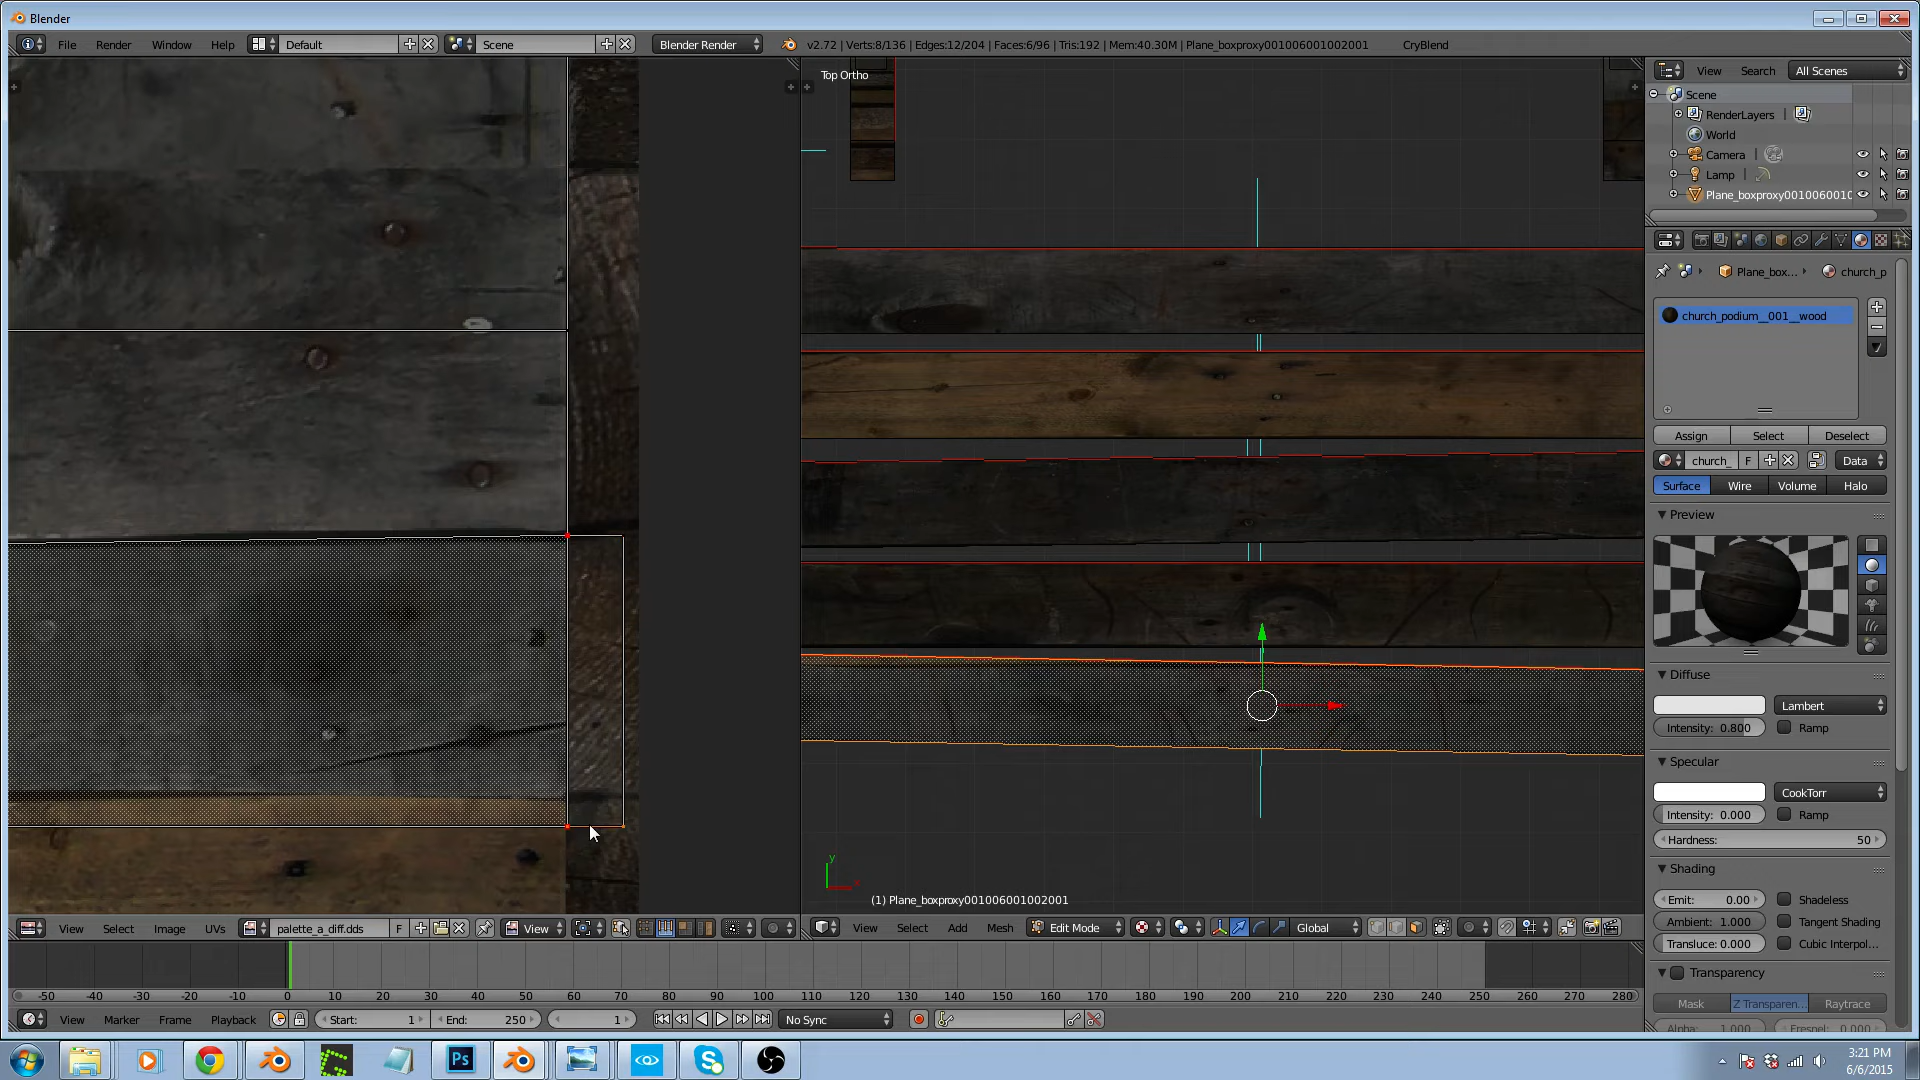 Blender
File Render Window Help Default Scene Blender Render v2.72 | Verts:8/136 | Edges:12/204 | Faces:6/96 | Tris:192 | Mem:40.30M | Plane_boxproxy001006001002001 CryBlend
Top Ortho
View Search All Scenes
Scene
RenderLayers
World
Camera
Lamp
Plane_boxproxy0010060010
Plane_box... church_p
church_podium__001__wood
Assign Select Deselect
church_ F Data
Surface Wire Volume Halo
Preview
Diffuse
Lambert
Intensity: 0.800 Ramp
Specular
CookTorr
Intensity: 0.000 Ramp
Hardness: 50
Shading
Emit: 0.00 Shadeless
Ambient: 1.000 Tangent Shading
Transluce: 0.000 Cubic Interpol...
Transparency
Mask Z Transparen... Raytrace
Alpha: 1.000 Fresnel: 0.000
y
x
(1) Plane_boxproxy001006001002001
View Select Image UVs palette_a_diff.dds F View
View Select Add Mesh Edit Mode Global
-50 -40 -30 -20 -10 0 10 20 30 40 50 60 70 80 90 100 110 120 130 140 150 160 170 180 190 200 210 220 230 240 250 260 270 280
View Marker Frame Playback Start: 1 End: 250 1 No Sync
Ps
3:21 PM
6/6/2015